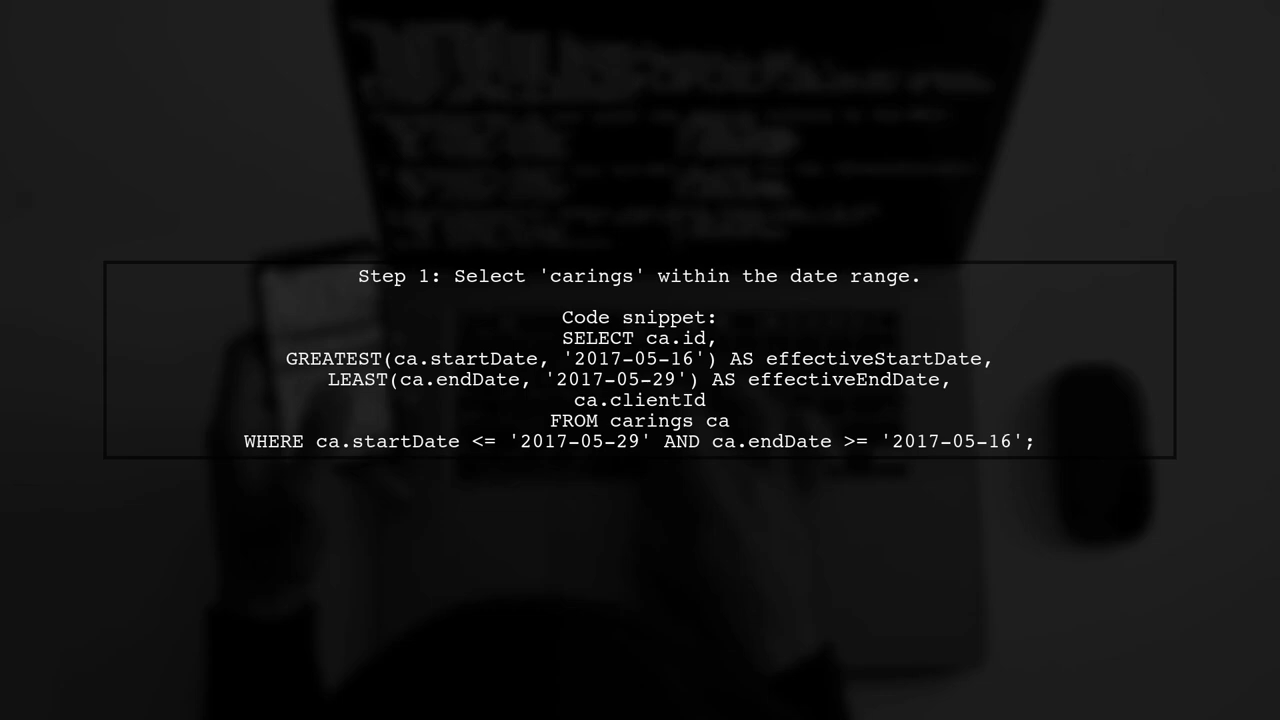 Step 1: Select 'carings' within the date range.
Code snippet:
SELECT ca.id,
GREATEST(ca.startDate, '2017-05-16') AS effectiveStartDate,
LEAST(ca.endDate, '2017-05-29') AS effectiveEndDate,
ca.clientId
FROM carings ca
WHERE ca.startDate <= '2017-05-29' AND ca.endDate >= '2017-05-16';